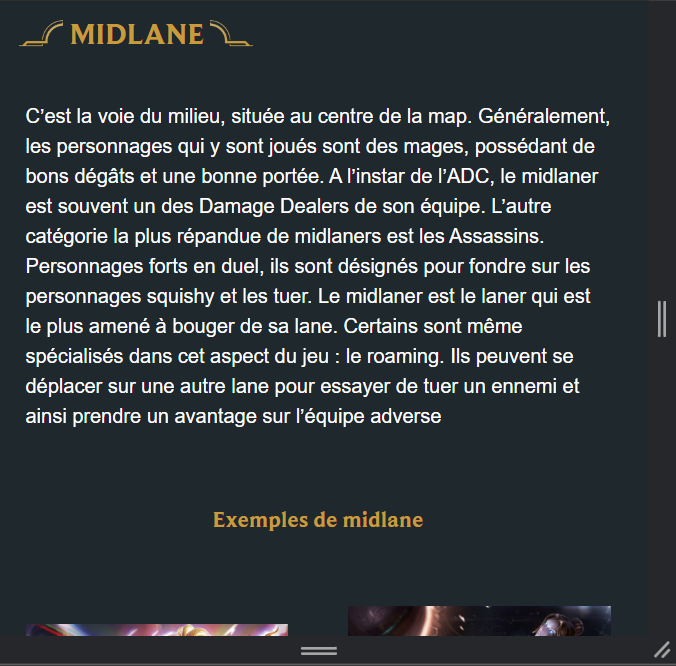 MIDLANE
C’est la voie du milieu, située au centre de la map. Généralement,
les personnages qui y sont joués sont des mages, possédant de
bons dégâts et une bonne portée. A l’instar de l’ADC, le midlaner
est souvent un des Damage Dealers de son équipe. L’autre
catégorie la plus répandue de midlaners est les Assassins.
Personnages forts en duel, ils sont désignés pour fondre sur les
personnages squishy et les tuer. Le midlaner est le laner qui est
le plus amené à bouger de sa lane. Certains sont même
spécialisés dans cet aspect du jeu : le roaming. Ils peuvent se
déplacer sur une autre lane pour essayer de tuer un ennemi et
ainsi prendre un avantage sur l’équipe adverse
Exemples de midlane